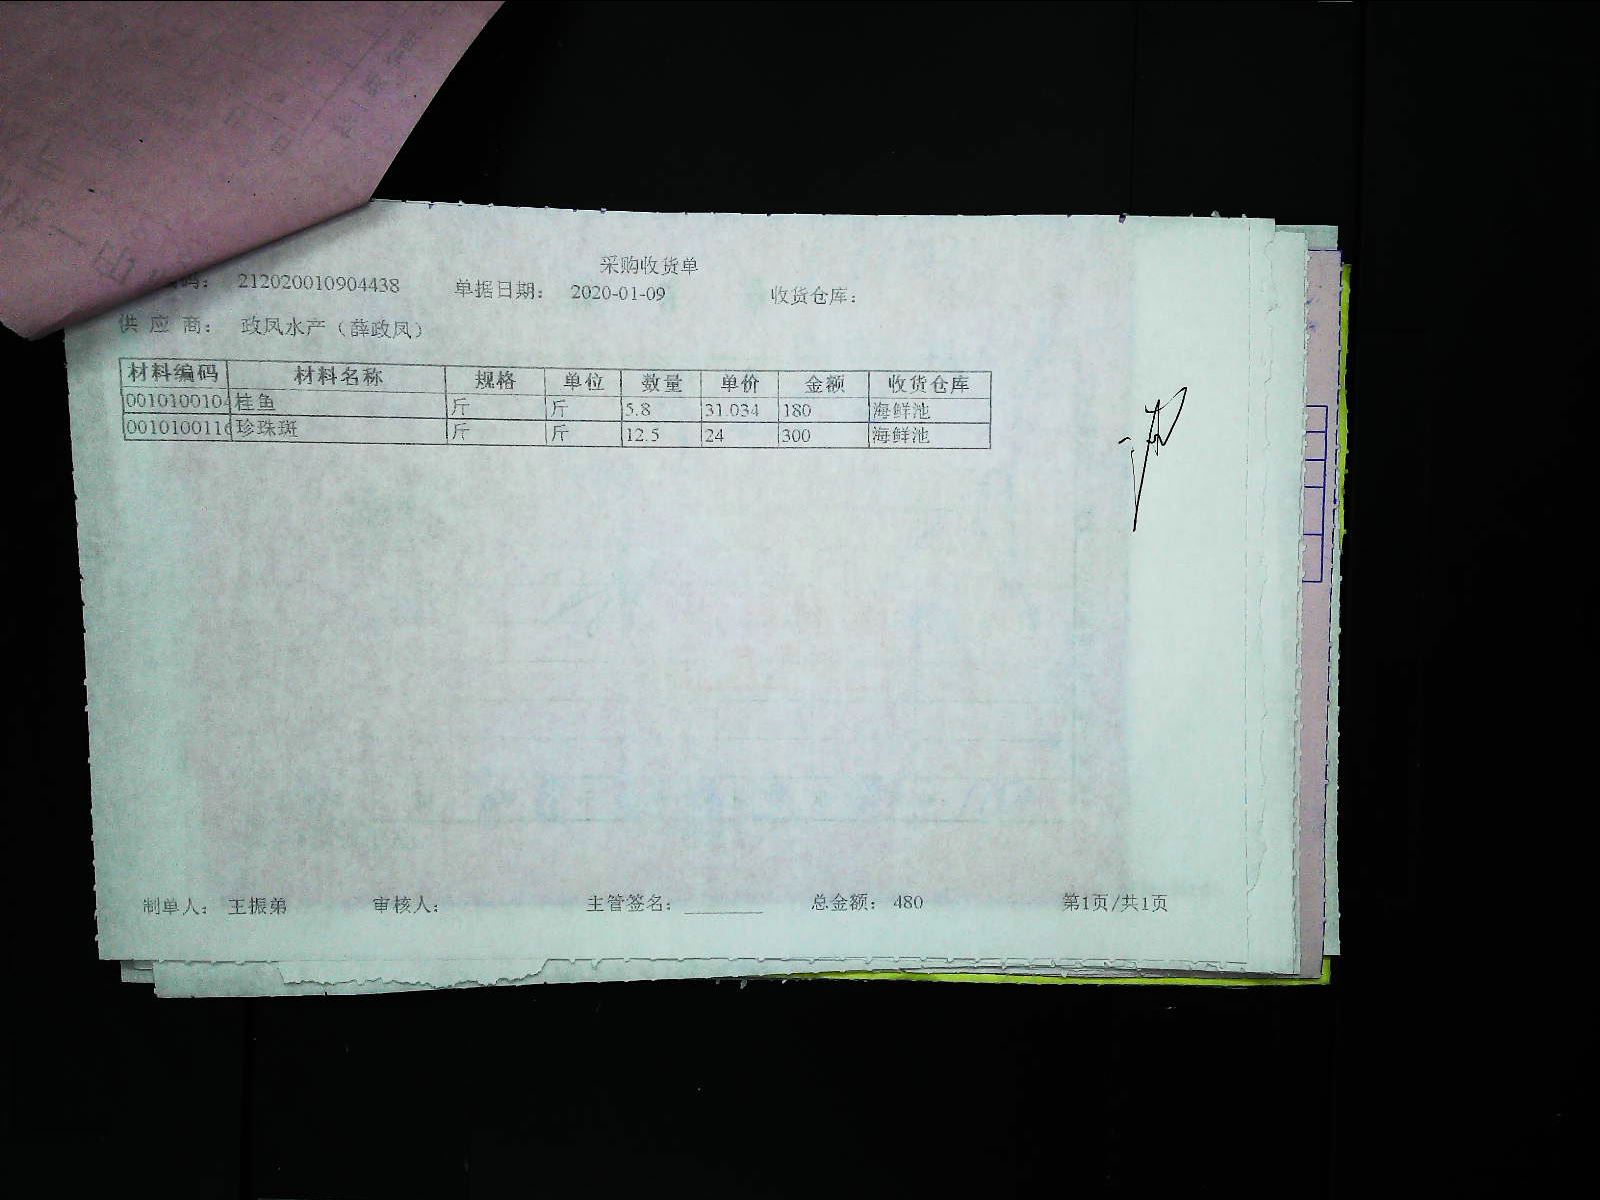 采购收货单
码： 212020010904438 单据日期： 2020-01-09 收货仓库：
供 应 商： 政凤水产（薛政凤）
材料编码 材料名称 规格 单位 数量 单价 金额 收货仓库
0010100104 桂鱼 斤 斤 5.8 31.034 180 海鲜池
001010011 珍珠斑 斤 斤 12.5 24 300 海鲜池
制单人： 王振弟 审核人： 主管签名： 总金额： 480 第1页/共1页